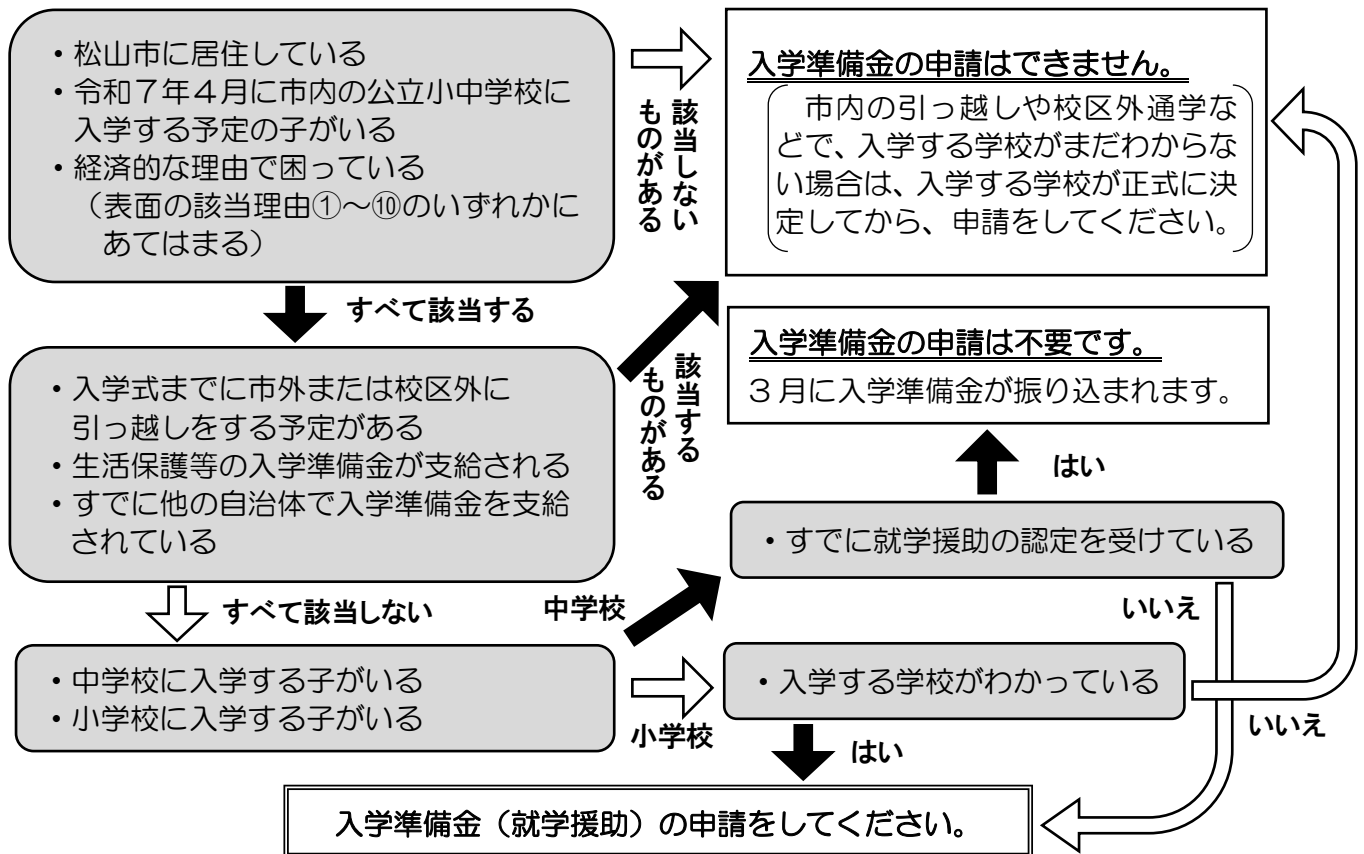 ・松山市に居住している
・令和7年4月に市内の公立小中学校に
入学する予定の子がいる
・経済的な理由で困っている
（表面の該当理由①～⑩のいずれかに
あてはまる）
該当しない
ものがある
入学準備金の申請はできません。
市内の引っ越しや校区外通学な
どで、入学する学校がまだわからな
い場合は、入学する学校が正式に決
定してから、申請をしてください。
すべて該当する
・入学式までに市外または校区外に
引っ越しをする予定がある
・生活保護等の入学準備金が支給される
・すでに他の自治体で入学準備金を支給
されている
該当する
ものがある
入学準備金の申請は不要です。
3月に入学準備金が振り込まれます。
はい
・すでに就学援助の認定を受けている
すべて該当しない
中学校
いいえ
・中学校に入学する子がいる
・小学校に入学する子がいる
小学校
・入学する学校がわかっている
いいえ
はい
入学準備金（就学援助）の申請をしてください。